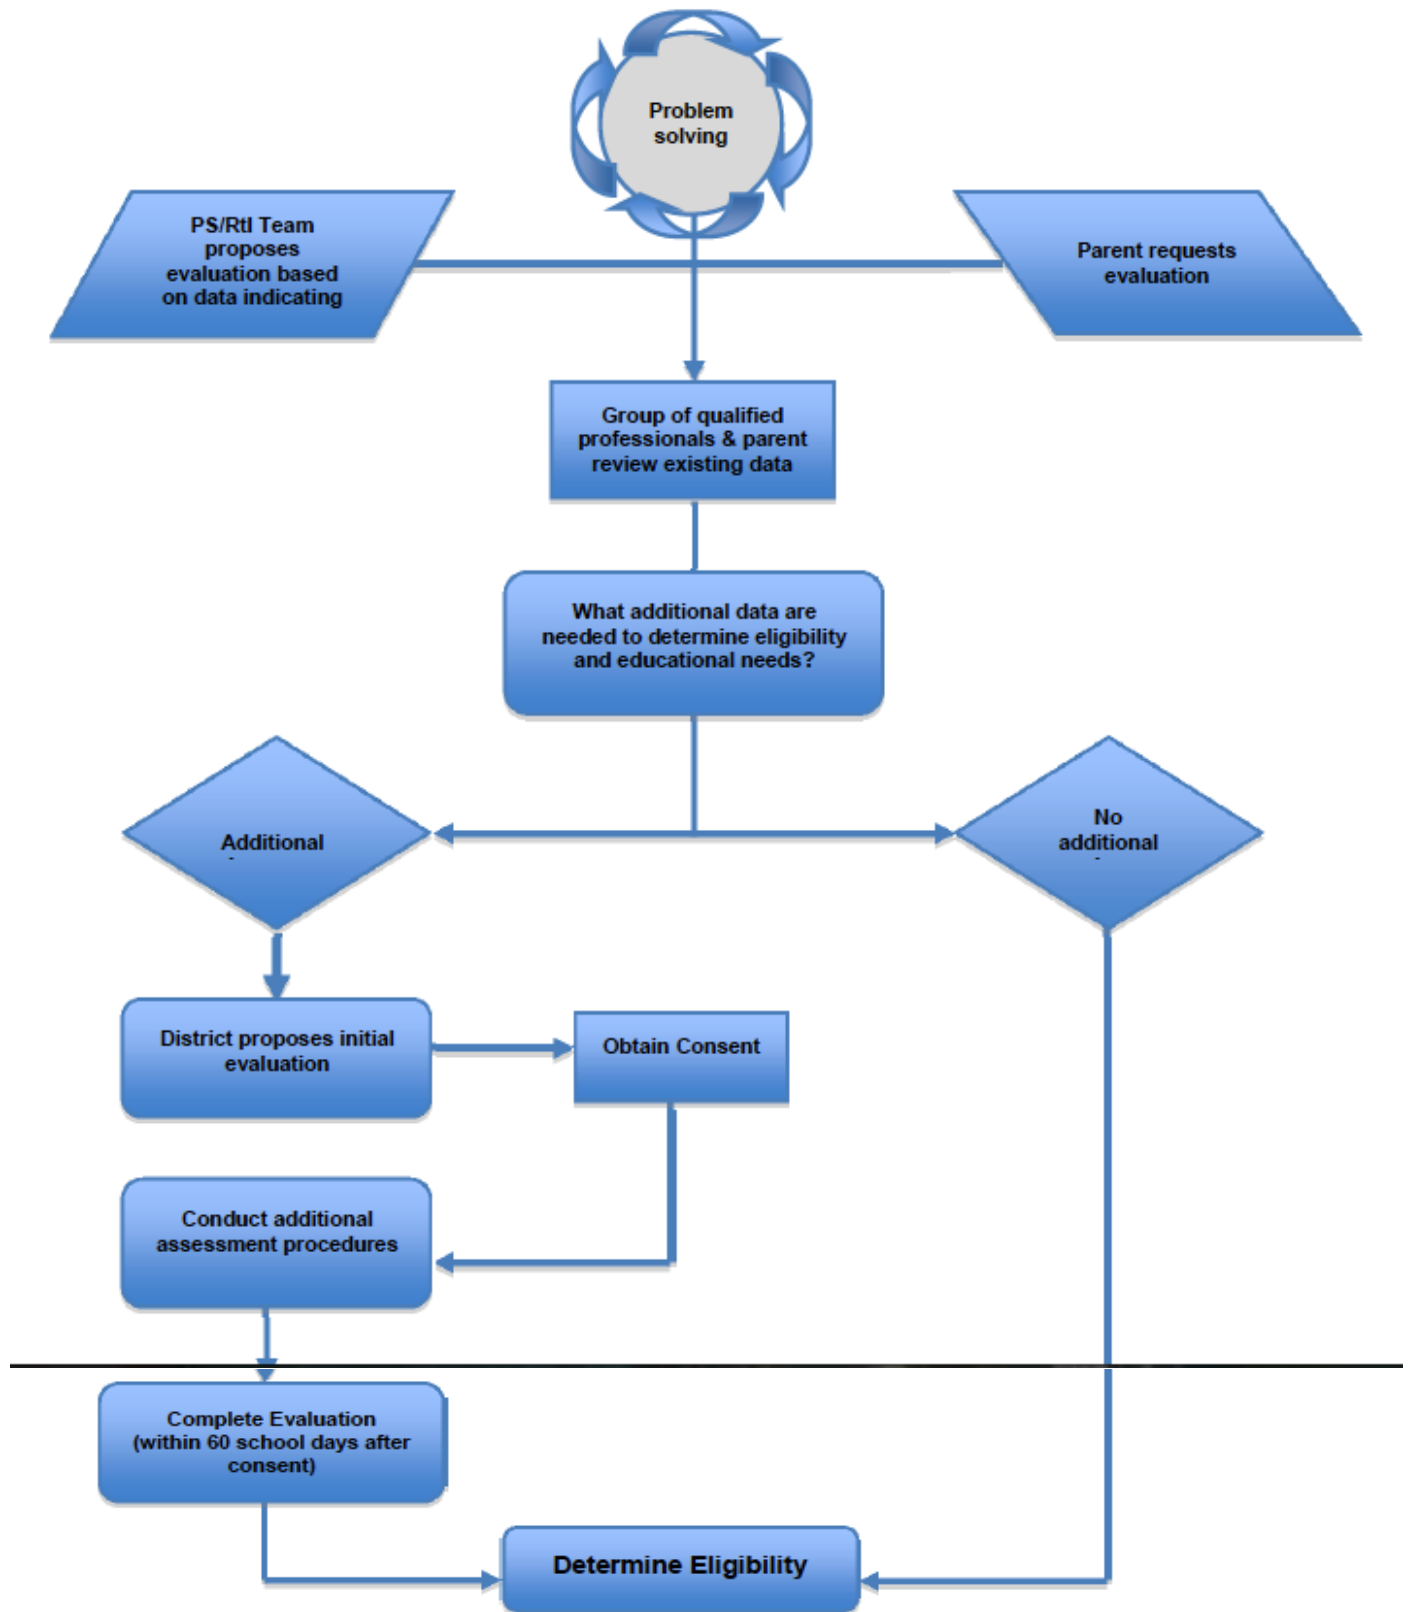 Problem
solving
PS/RtI Team
proposes
evaluation based
on data indicating
Parent requests
evaluation
Group of qualified
professionals & parent
review existing data
What additional data are
needed to determine eligibility
and educational needs?
Additional
No
additional
District proposes initial
evaluation
Obtain Consent
Conduct additional
assessment procedures
Complete Evaluation
(within 60 school days after
consent)
Determine Eligibility